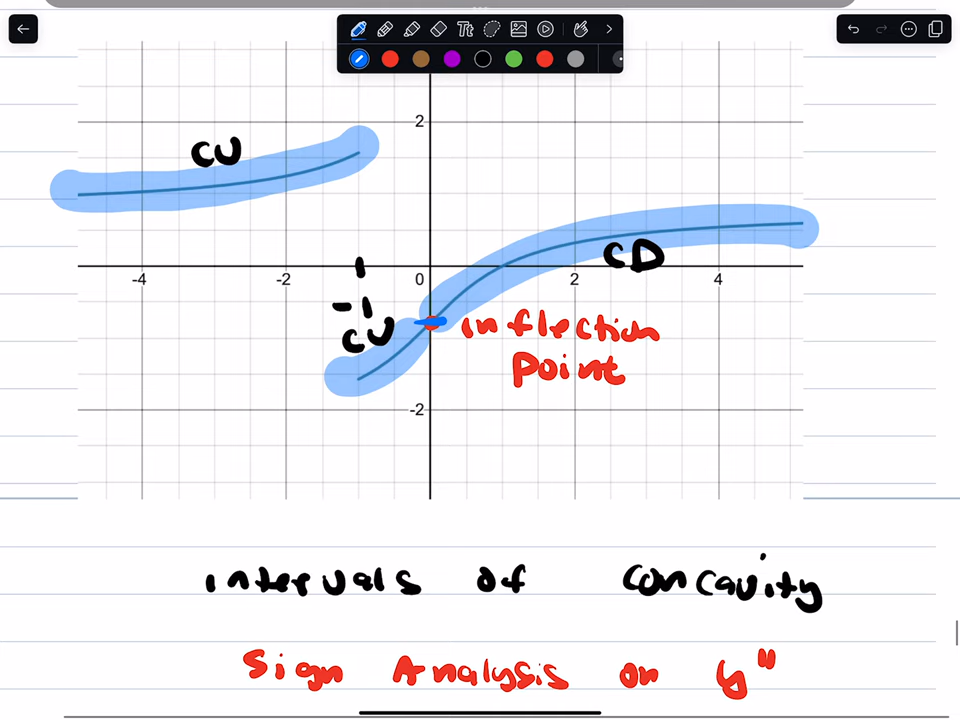 Tt
2
CU
CD
-4
-2
0
2
4
-1
CU
inflection
point
-2
intervals of concavity
Sign Analysis on y"